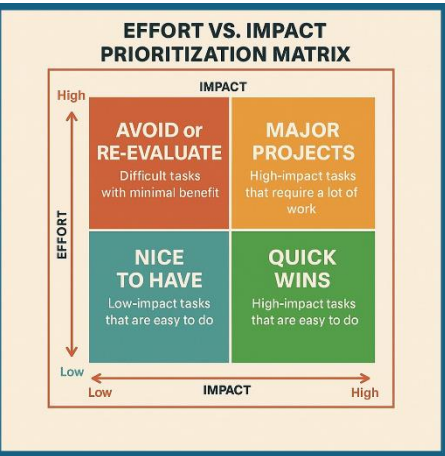 EFFORT VS. IMPACT
PRIORITIZATION MATRIX
IMPACT
High
AVOID or
RE-EVALUATE
Difficult tasks
with minimal benefit
MAJOR
PROJECTS
High-impact tasks
that require a lot of
work
EFFORT
NICE
TO HAVE
Low-impact tasks
that are easy to do
QUICK
WINS
High-impact tasks
that are easy to do
Low
Low
IMPACT
High